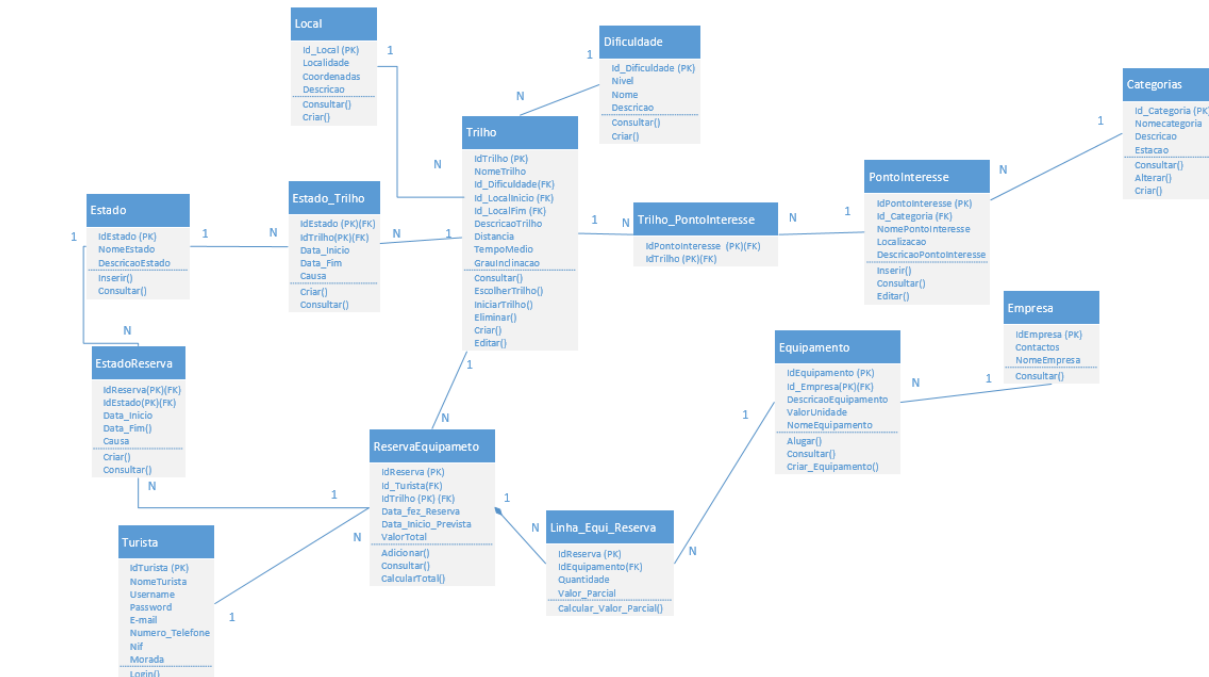 Local
Id_Local (PK)
Localidade
Coordenadas
Descricao
Consultar()
Criar()
1
N
Dificuldade
Id_Dificuldade (PK)
Nivel
Nome
Descricao
Consultar()
Criar()
1
N
Categorias
Id_Categoria (PK)
Nomecategoria
Descricao
Estacao
Consultar()
Alterar()
Criar()
1
N
Trilho
IdTrilho (PK)
NomeTrilho
Id_Dificuldade(FK)
Id_LocalInicio (FK)
Id_LocalFim (FK)
DescricaoTrilho
Distancia
TempoMedio
GrauInclinacao
Consultar()
EscolherTrilho()
IniciarTrilho()
Eliminar()
Criar()
Editar()
PontoInteresse
IdPontoInteresse (PK)
Id_Categoria (FK)
NomePontoInteresse
Localizacao
DescricaoPontoInteresse
Inserir()
Consultar()
Editar()
Estado_Trilho
IdEstado (PK)(FK)
IdTrilho(PK)(FK)
Data_Inicio
Data_Fim
Causa
Criar()
Consultar()
N
1
Estado
IdEstado (PK)
NomeEstado
DescricaoEstado
Inserir()
Consultar()
1
1
N
Trilho_PontoInteresse
IdPontoInteresse (PK)(FK)
IdTrilho (PK)(FK)
1
N
N
1
Empresa
IdEmpresa (PK)
Contactos
NomeEmpresa
Consultar()
1
N
Equipamento
IdEquipamento (PK)
Id_Empresa(PK)(FK)
DescricaoEquipamento
ValorUnidade
NomeEquipamento
Alugar()
Consultar()
Criar_Equipamento()
1
N
N
EstadoReserva
IdReserva(PK)(FK)
IdEstado(PK)(FK)
Data_Inicio
Data_Fim()
Causa
Criar()
Consultar()
N
1
1
N
ReservaEquipameto
IdReserva (PK)
Id_Turista(FK)
IdTrilho (PK) (FK)
Data_fez_Reserva
Data_Inicio_Prevista
ValorTotal
Adicionar()
Consultar()
CalcularTotal()
1
N
N
1
Linha_Equi_Reserva
IdReserva (PK)
IdEquipamento(FK)
Quantidade
Valor_Parcial
Calcular_Valor_Parcial()
Turista
IdTurista (PK)
NomeTurista
Username
Password
E-mail
Numero_Telefone
Nif
Morada
Login()